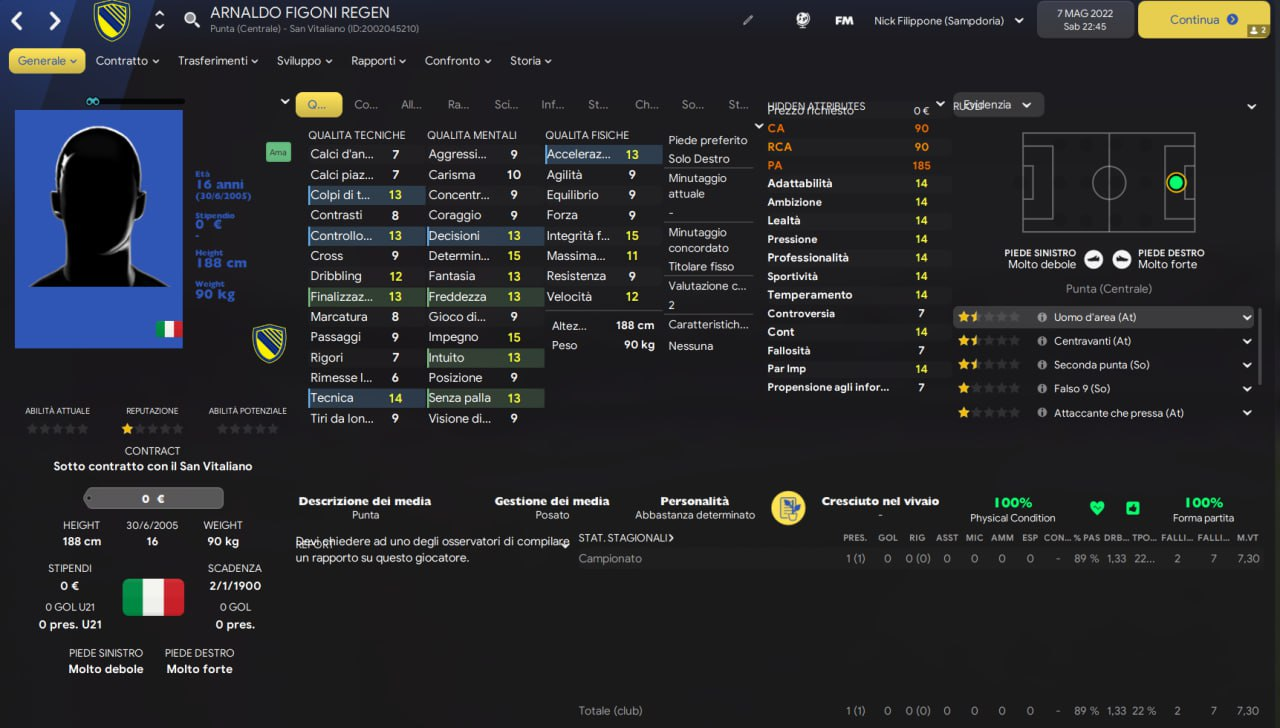 ARNALDO FIGONI REGEN
Punta (Centrale) - San Vitaliano (ID:2002045210)
FM
Nick Filippone (Sampdoria)
7 MAG 2022
Sab 22:45
Continua
2
Generale
Contratto
Trasferimenti
Sviluppo
Rapporti
Confronto
Storia
Ama
Età
16 anni
(30/6/2005)
Stipendio
0 €
-
Height
188 cm
Weight
90 kg
ABILITÀ ATTUALE
REPUTAZIONE
ABILITÀ POTENZIALE
CONTRACT
Sotto contratto con il San Vitaliano
0 €
HEIGHT 30/6/2005 WEIGHT
188 cm 16 90 kg
STIPENDI SCADENZA
0 € 2/1/1900
0 GOL U21 0 GOL
0 pres. U21 0 pres.
PIEDE SINISTRO PIEDE DESTRO
Molto debole Molto forte
Q... Co... All... Ra... Sci... Inf... St... Ch... So... St...
QUALITA TECNICHE
Calci d'an... 7
Calci piaz... 7
Colpi di t... 13
Contrasti 8
Controllo... 13
Cross 9
Dribbling 12
Finalizzaz... 13
Marcatura 8
Passaggi 9
Rigori 7
Rimesse l... 6
Tecnica 14
Tiri da lon... 9
QUALITA MENTALI
Aggressi... 9
Carisma 10
Concentr... 9
Coraggio 9
Decisioni 13
Determin... 15
Fantasia 13
Freddezza 13
Gioco di... 9
Impegno 15
Intuito 13
Posizione 9
Senza palla 13
Visione di... 9
QUALITA FISICHE
Acceleraz... 13
Agilità 9
Equilibrio 9
Forza 9
Integrità f... 15
Massima... 11
Resistenza 9
Velocità 12
Altez... 188 cm
Peso 90 kg
Piede preferito
Solo Destro
Minutaggio
attuale
-
Minutaggio
concordato
Titolare fisso
Valutazione c...
2
Caratteristich...
Nessuna
HIDDEN ATTRIBUTES
Prezzo richiesto 0 €
CA 90
RCA 90
PA 185
Adattabilità 14
Ambizione 14
Lealtà 14
Pressione 14
Professionalità 14
Sportività 14
Temperamento 14
Controversia 7
Cont 14
Fallosità 7
Par Imp 14
Propensione agli infor... 7
RUOLO
Evidenzia
PIEDE SINISTRO
Molto debole
PIEDE DESTRO
Molto forte
Punta (Centrale)
Uomo d'area (At)
Centravanti (At)
Seconda punta (So)
Falso 9 (So)
Attaccante che pressa (At)
Descrizione dei media
Punta
Gestione dei media
Posato
Personalità
Abbastanza determinato
Cresciuto nel vivaio
-
100%
Physical Condition
100%
Forma partita
REPORT
Devi chiedere ad uno degli osservatori di compilare
un rapporto su questo giocatore.
STAT. STAGIONALI PRES. GOL RIG ASST MIC AMM ESP CON... % PAS DRB... TPO... FALLI... FALLI... M.VT
Campionato 1 (1) 0 0 (0) 0 0 0 0 - 89 % 1,33 22... 2 7 7,30
Totale (club) 1 (1) 0 0 (0) 0 0 0 0 - 89 % 1,33 22 % 2 7 7,30